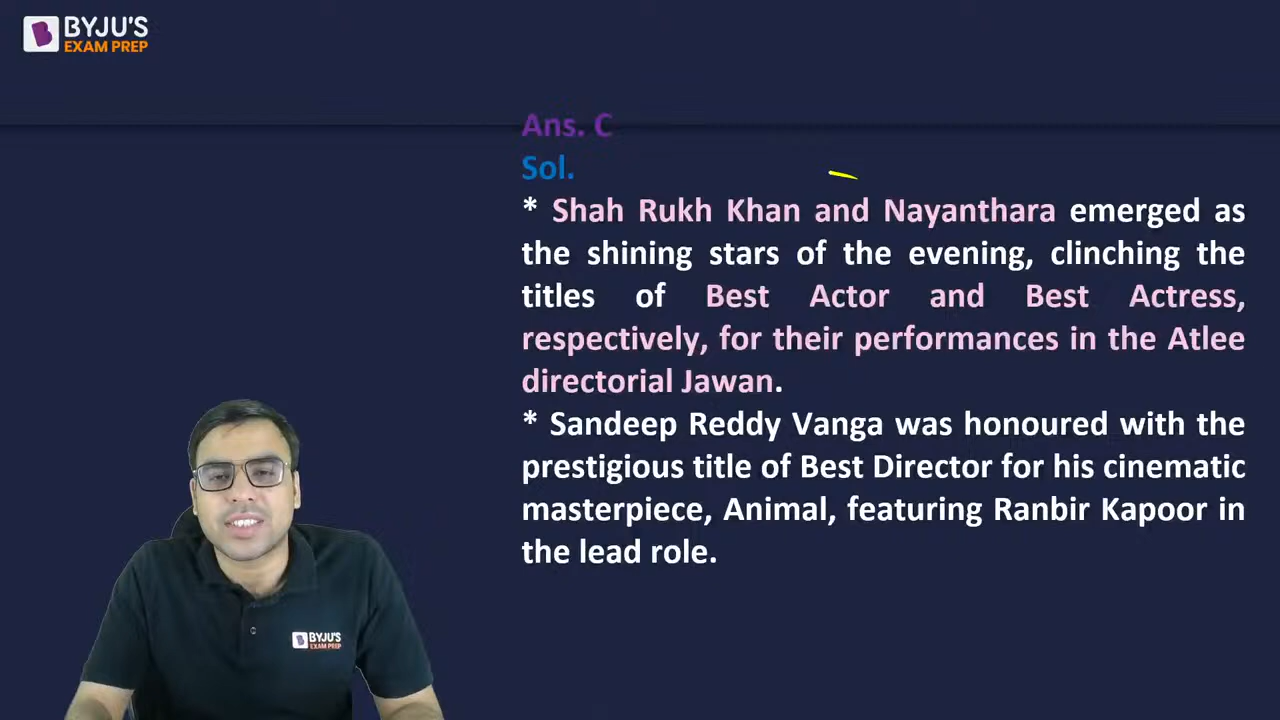 BYJU'S
EXAM PREP
Ans. C
Sol.
* Shah Rukh Khan and Nayanthara emerged as
the shining stars of the evening, clinching the
titles of Best Actor and Best Actress,
respectively, for their performances in the Atlee
directorial Jawan.
* Sandeep Reddy Vanga was honoured with the
prestigious title of Best Director for his cinematic
masterpiece, Animal, featuring Ranbir Kapoor in
the lead role.
BYJU'S
EXAM PREP